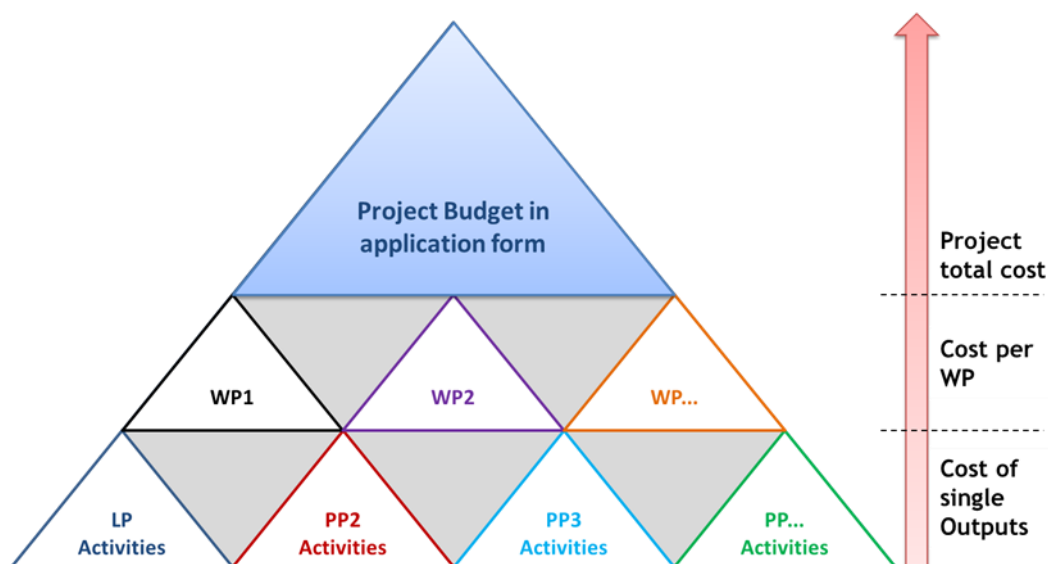 Project Budget in
application form
Project
total cost
WP1
WP2
WP...
Cost per
WP
LP
Activities
PP2
Activities
PP3
Activities
PP...
Activities
Cost of
single
Outputs